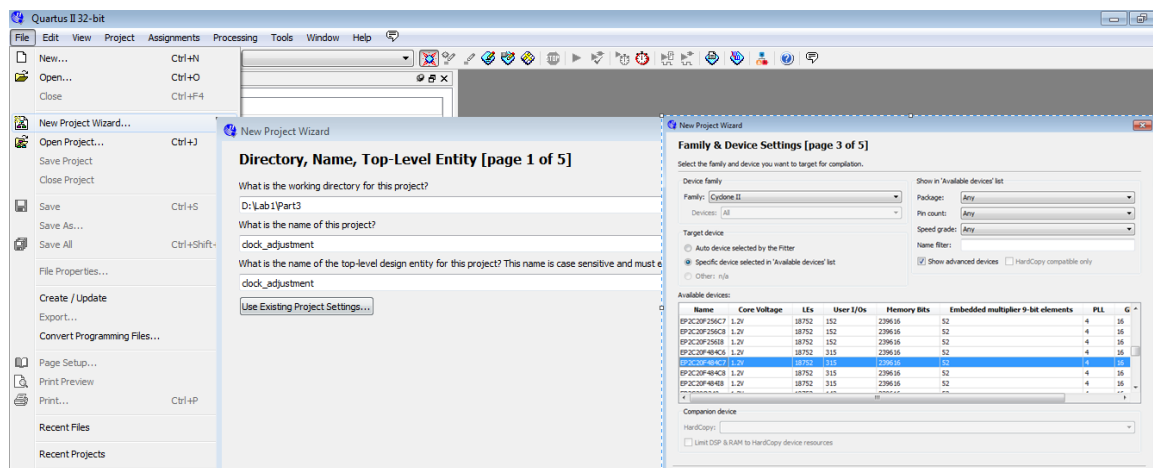 Quartus II 32-bit
File Edit View Project Assignments Processing Tools Window Help
New... Ctrl+N
Open... Ctrl+O
Close Ctrl+F4
New Project Wizard...
Open Project... Ctrl+J
Save Project
Close Project
Save Ctrl+S
Save As...
Save All Ctrl+Shift+
File Properties...
Create / Update
Export...
Convert Programming Files...
Page Setup...
Print Preview
Print... Ctrl+P
Recent Files
Recent Projects
New Project Wizard
Directory, Name, Top-Level Entity [page 1 of 5]
What is the working directory for this project?
D:\Lab1\Part3
What is the name of this project?
clock_adjustment
What is the name of the top-level design entity for this project? This name is case sensitive and must e
clock_adjustment
Use Existing Project Settings...
New Project Wizard
Family & Device Settings [page 3 of 5]
Select the family and device you want to target for compilation.
Device family
Family: Cyclone II
Devices: All
Target device
Auto device selected by the Fitter
Specific device selected in 'Available devices' list
Other: n/a
Show in 'Available devices' list
Package: Any
Pin count: Any
Speed grade: Any
Name filter:
Show advanced devices HardCopy compatible only
Available devices:
Name Core Voltage LEs User I/Os Memory Bits Embedded multiplier 9-bit elements PLL G
EP2C20F256C7 1.2V 18752 152 239616 52 4 16
EP2C20F256C8 1.2V 18752 152 239616 52 4 16
EP2C20F256I8 1.2V 18752 152 239616 52 4 16
EP2C20F484C6 1.2V 18752 315 239616 52 4 16
EP2C20F484C7 1.2V 18752 315 239616 52 4 16
EP2C20F484C8 1.2V 18752 315 239616 52 4 16
EP2C20F484I8 1.2V 18752 315 239616 52 4 16
Companion device
HardCopy:
Limit DSP & RAM to HardCopy device resources